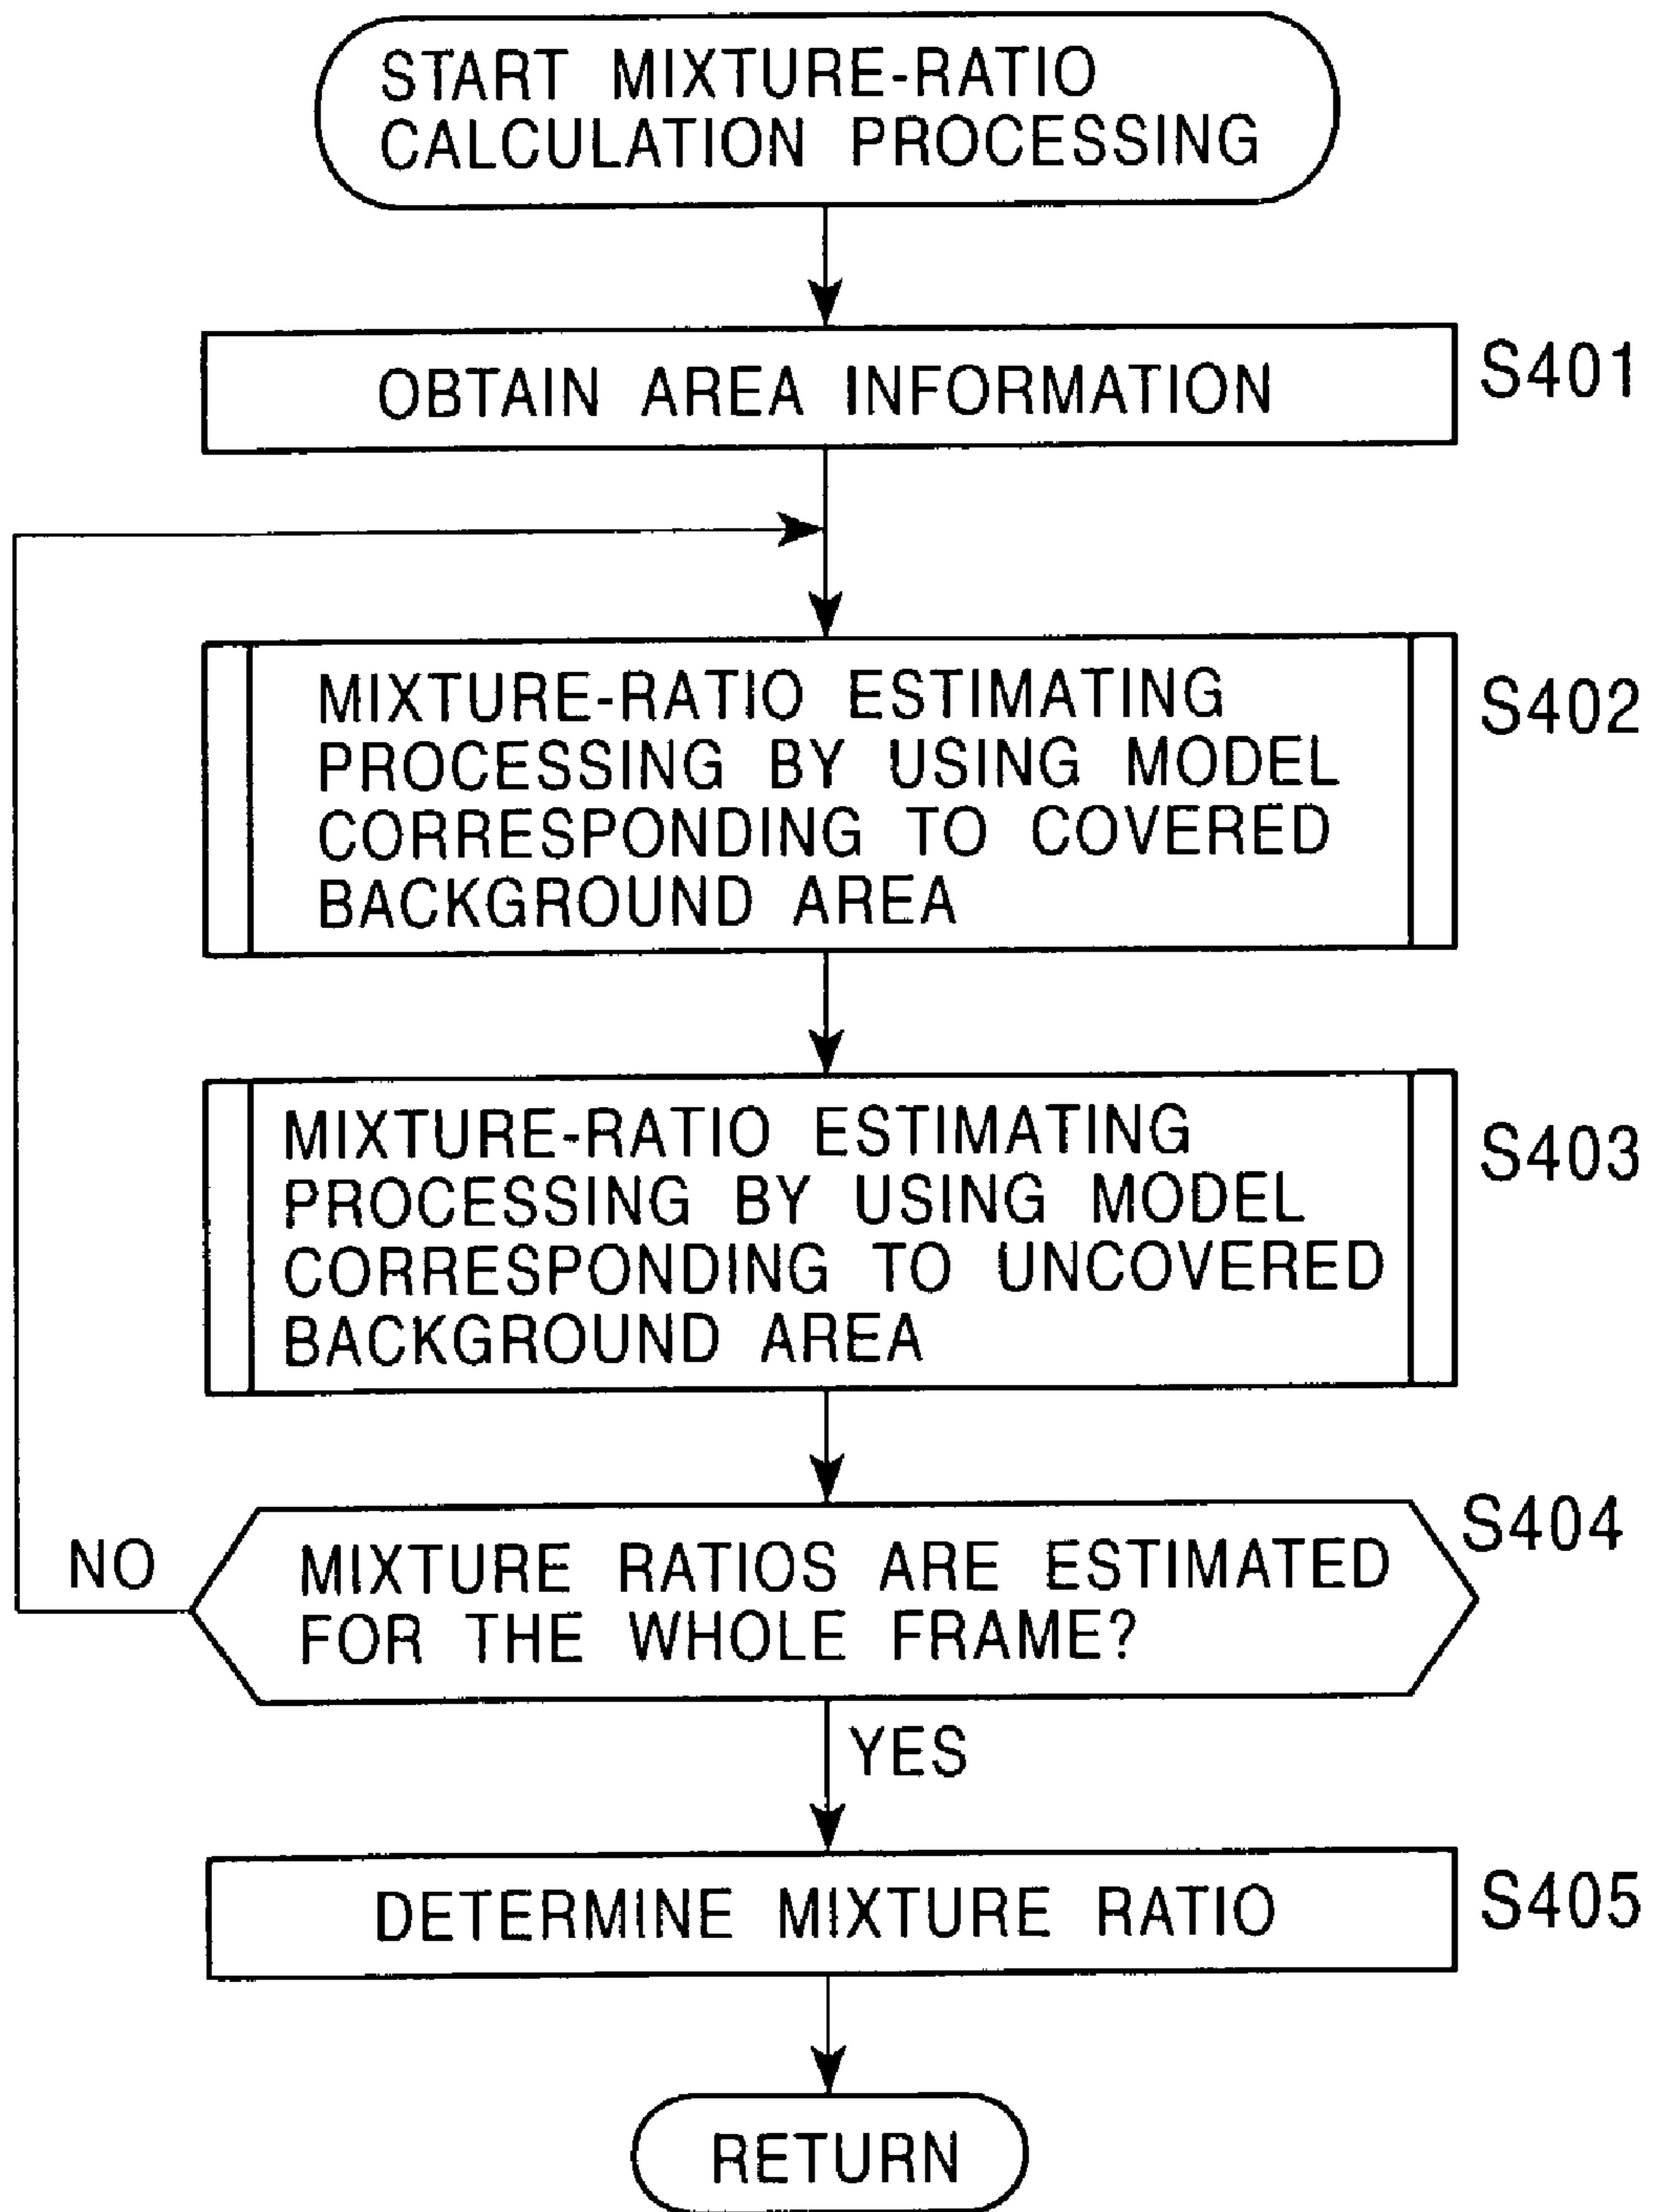 START MIXTURE-RATIO
CALCULATION PROCESSING
OBTAIN AREA INFORMATION
S401
MIXTURE-RATIO ESTIMATING
PROCESSING BY USING MODEL
CORRESPONDING TO COVERED
BACKGROUND AREA
S402
MIXTURE-RATIO ESTIMATING
PROCESSING BY USING MODEL
CORRESPONDING TO UNCOVERED
BACKGROUND AREA
S403
MIXTURE RATIOS ARE ESTIMATED
FOR THE WHOLE FRAME?
S404
NO
YES
DETERMINE MIXTURE RATIO
S405
RETURN